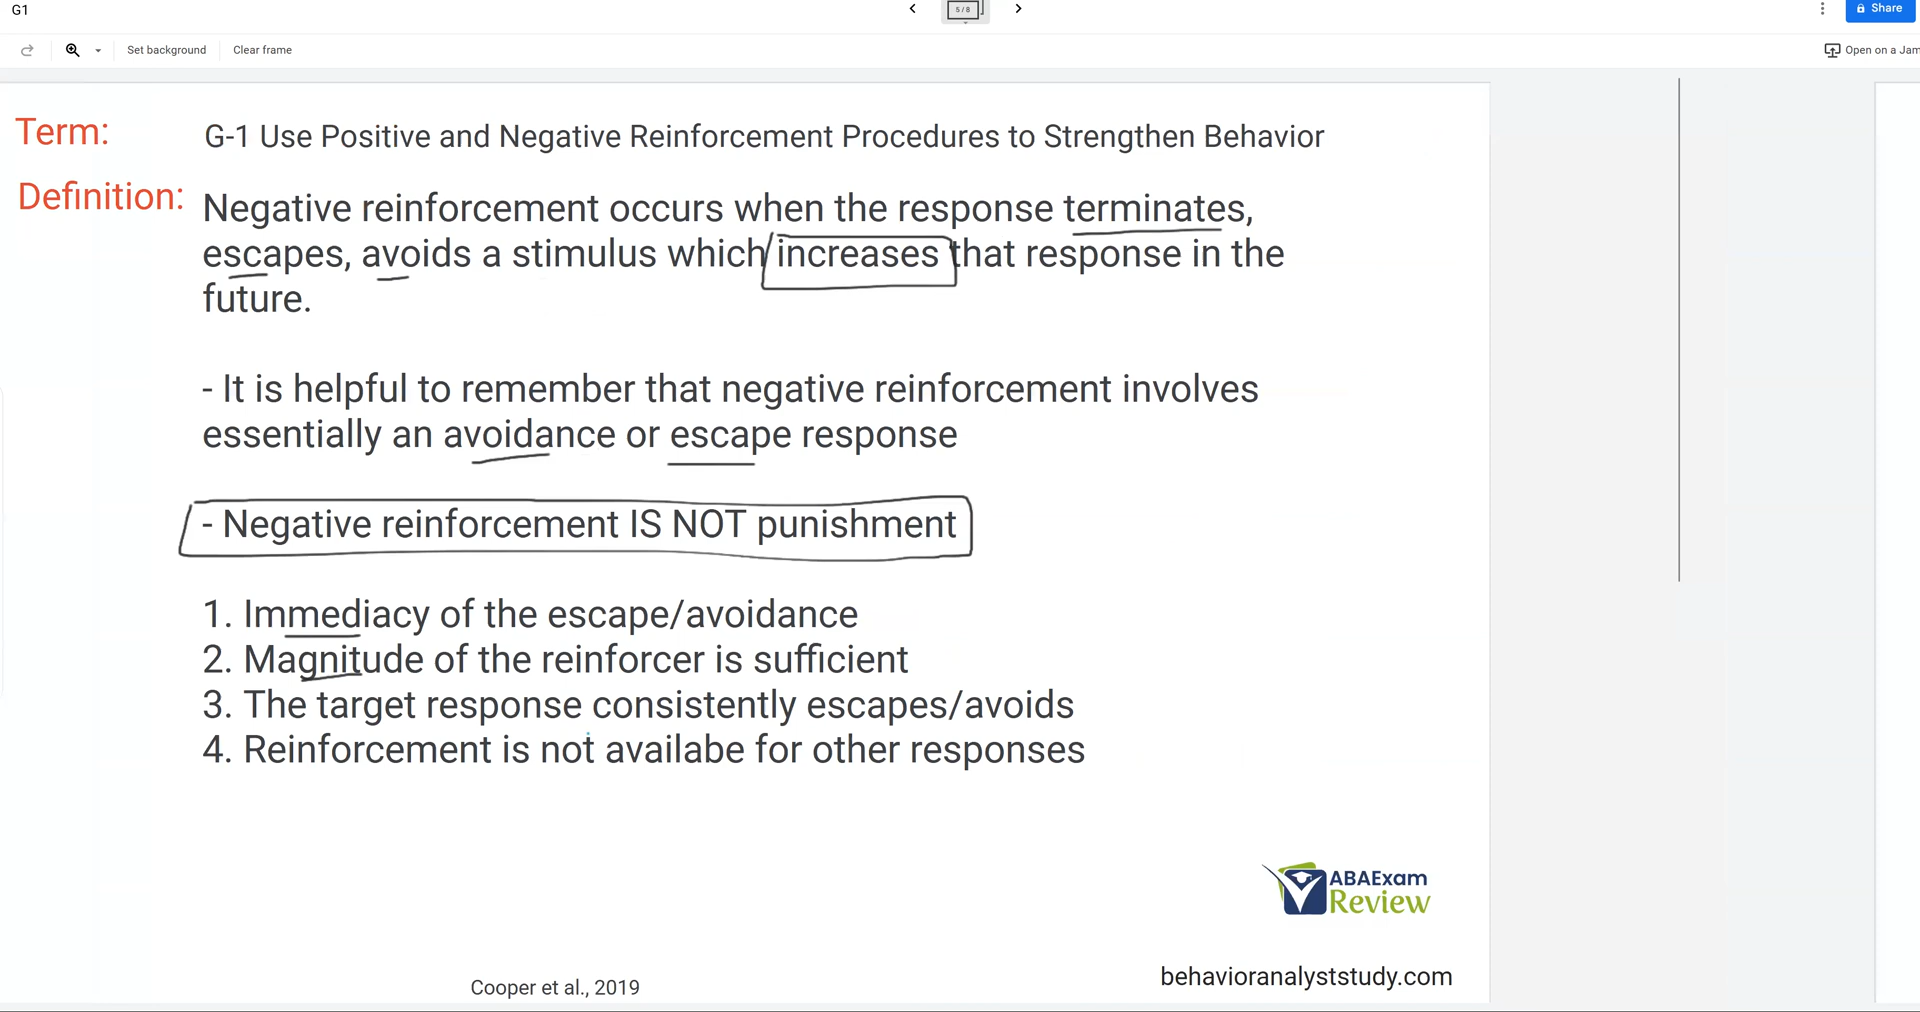 G1
5 / 8
Share
Set background
Clear frame
Open on a Jam
Term:
G-1 Use Positive and Negative Reinforcement Procedures to Strengthen Behavior
Definition:
Negative reinforcement occurs when the response terminates,
escapes, avoids a stimulus which increases that response in the
future.
- It is helpful to remember that negative reinforcement involves
essentially an avoidance or escape response
- Negative reinforcement IS NOT punishment
1. Immediacy of the escape/avoidance
2. Magnitude of the reinforcer is sufficient
3. The target response consistently escapes/avoids
4. Reinforcement is not availabe for other responses
ABAExam
Review
behavioranalyststudy.com
Cooper et al., 2019